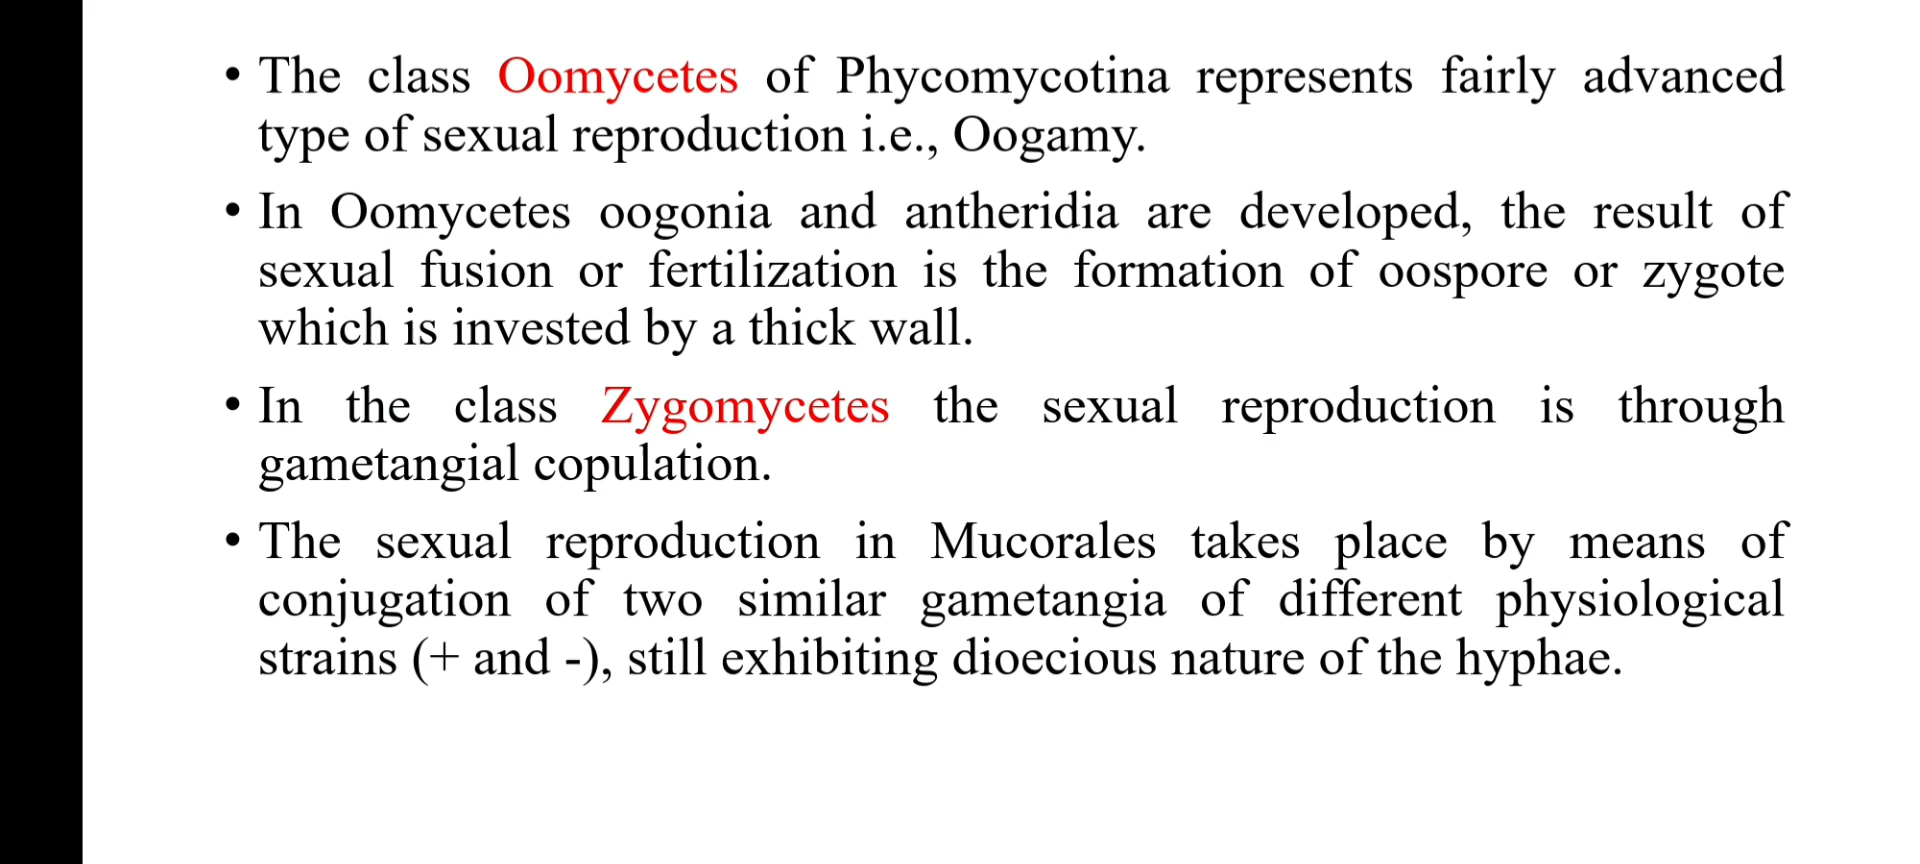 • The class Oomycetes of Phycomycotina represents fairly advanced
type of sexual reproduction i.e., Oogamy.
• In Oomycetes oogonia and antheridia are developed, the result of
sexual fusion or fertilization is the formation of oospore or zygote
which is invested by a thick wall.
• In the class Zygomycetes the sexual reproduction is through
gametangial copulation.
• The sexual reproduction in Mucorales takes place by means of
conjugation of two similar gametangia of different physiological
strains (+ and -), still exhibiting dioecious nature of the hyphae.